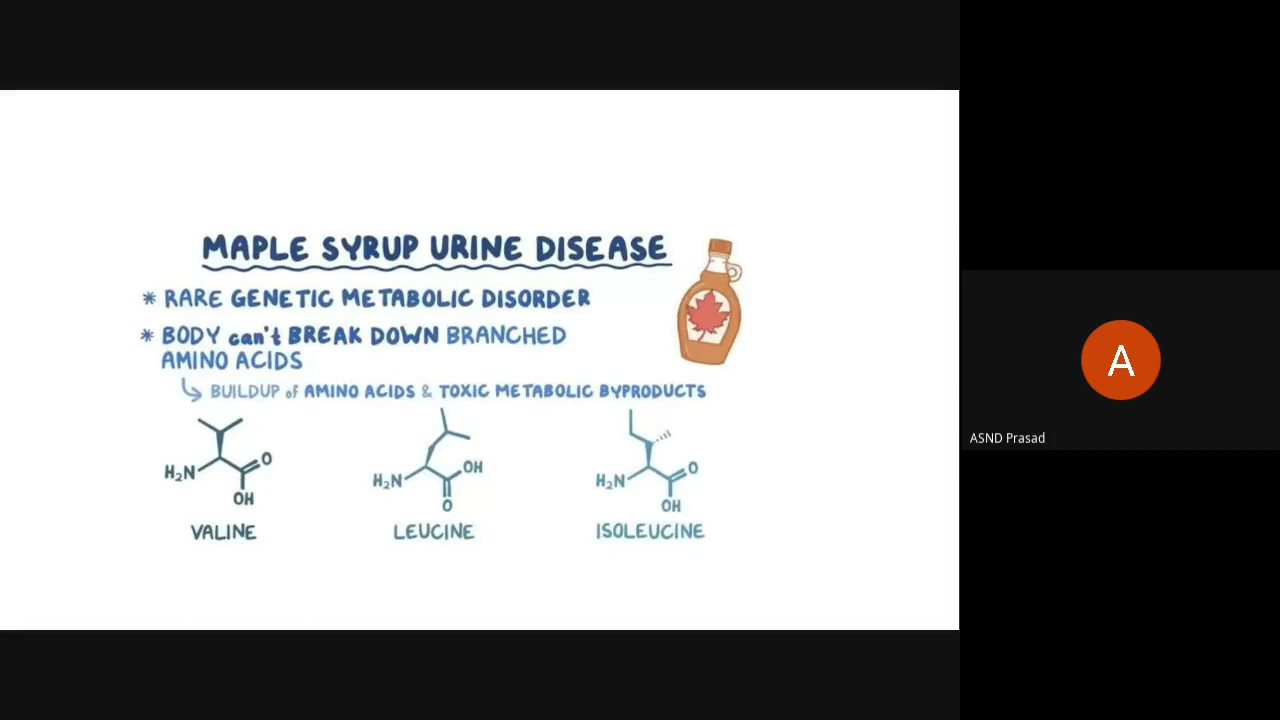 MAPLE SYRUP URINE DISEASE
* RARE GENETIC METABOLIC DISORDER
* BODY can't BREAK DOWN BRANCHED
AMINO ACIDS
↳ BUILDUP of AMINO ACIDS & TOXIC METABOLIC BYPRODUCTS
H₂N O OH
H₂N OH O
H₂N O OH
VALINE LEUCINE ISOLEUCINE
A
ASND Prasad